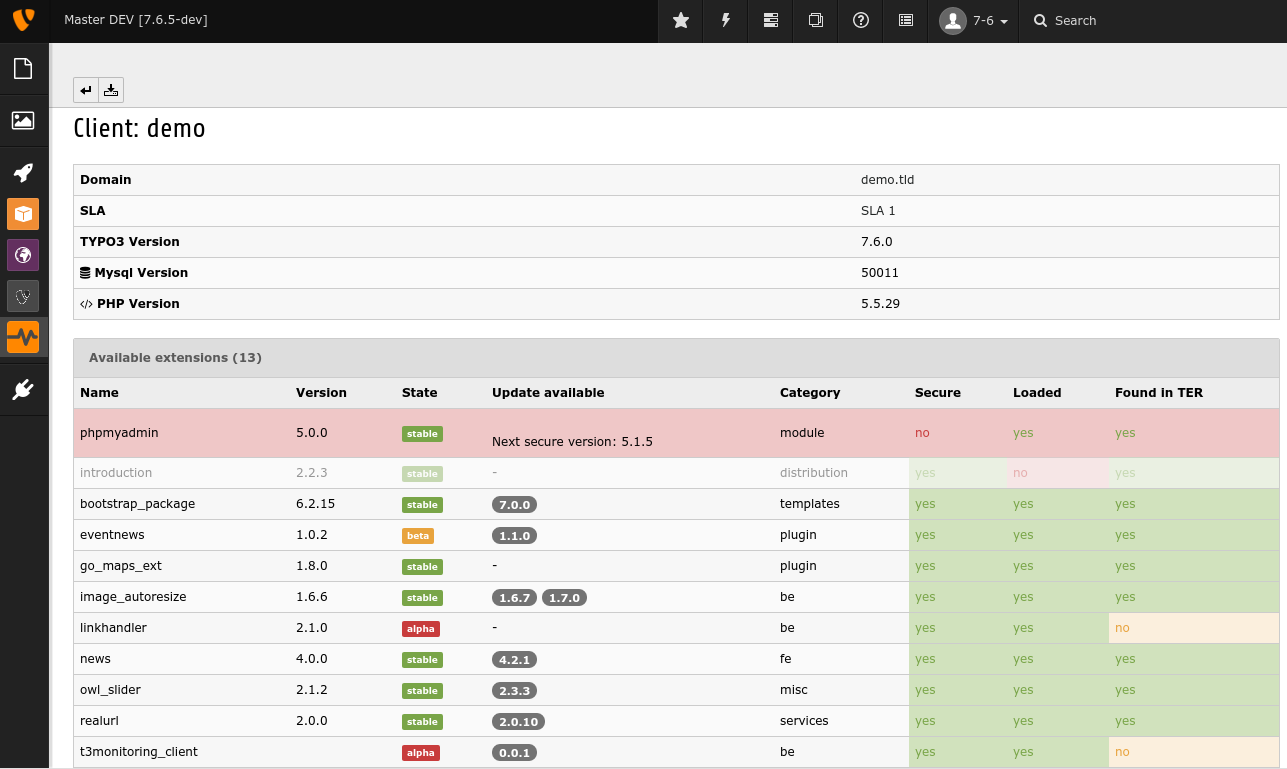 Master DEV [7.6.5-dev] 7-6 Search
Client: demo
Domain demo.tld
SLA SLA 1
TYPO3 Version 7.6.0
Mysql Version 50011
</> PHP Version 5.5.29
Available extensions (13)
Name Version State Update available Category Secure Loaded Found in TER
phpmyadmin 5.0.0 stable Next secure version: 5.1.5 module no yes yes
introduction 2.2.3 stable - distribution yes no yes
bootstrap_package 6.2.15 stable 7.0.0 templates yes yes yes
eventnews 1.0.2 beta 1.1.0 plugin yes yes yes
go_maps_ext 1.8.0 stable - plugin yes yes yes
image_autoresize 1.6.6 stable 1.6.7 1.7.0 be yes yes yes
linkhandler 2.1.0 alpha - be yes yes no
news 4.0.0 stable 4.2.1 fe yes yes yes
owl_slider 2.1.2 stable 2.3.3 misc yes yes yes
realurl 2.0.0 stable 2.0.10 services yes yes yes
t3monitoring_client alpha 0.0.1 be yes yes no